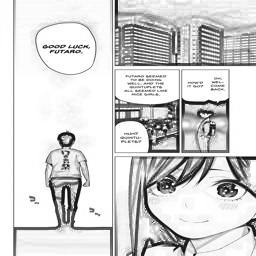 GOOD LUCK,
FUTARO.
OH,
WELL-
COME
BACK.
HOW'D
IT GO?
FUTARO SEEMED
TO BE DOING
WELL, AND THE
QUINTUPLETS
ALL SEEMED LIKE
NICE GIRLS.
HUH?
QUINTU-
PLETS?